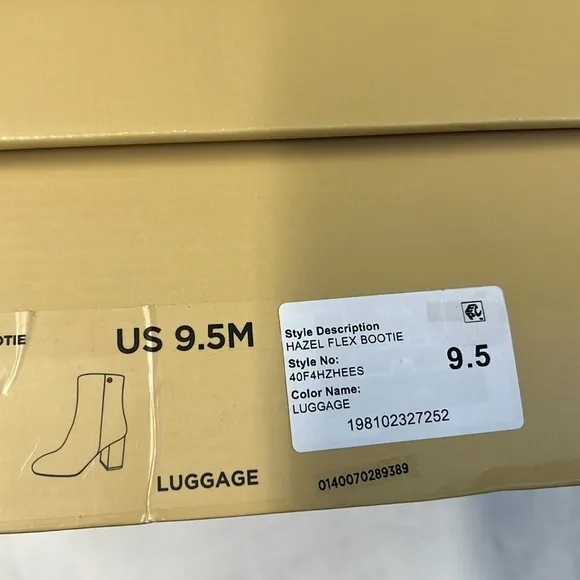 OTIE
US 9.5M
LUGGAGE
Style Description
HAZEL FLEX BOOTIE
Style No:
40F4HZHEES
9.5
Color Name:
LUGGAGE
198102327252
0140070289389